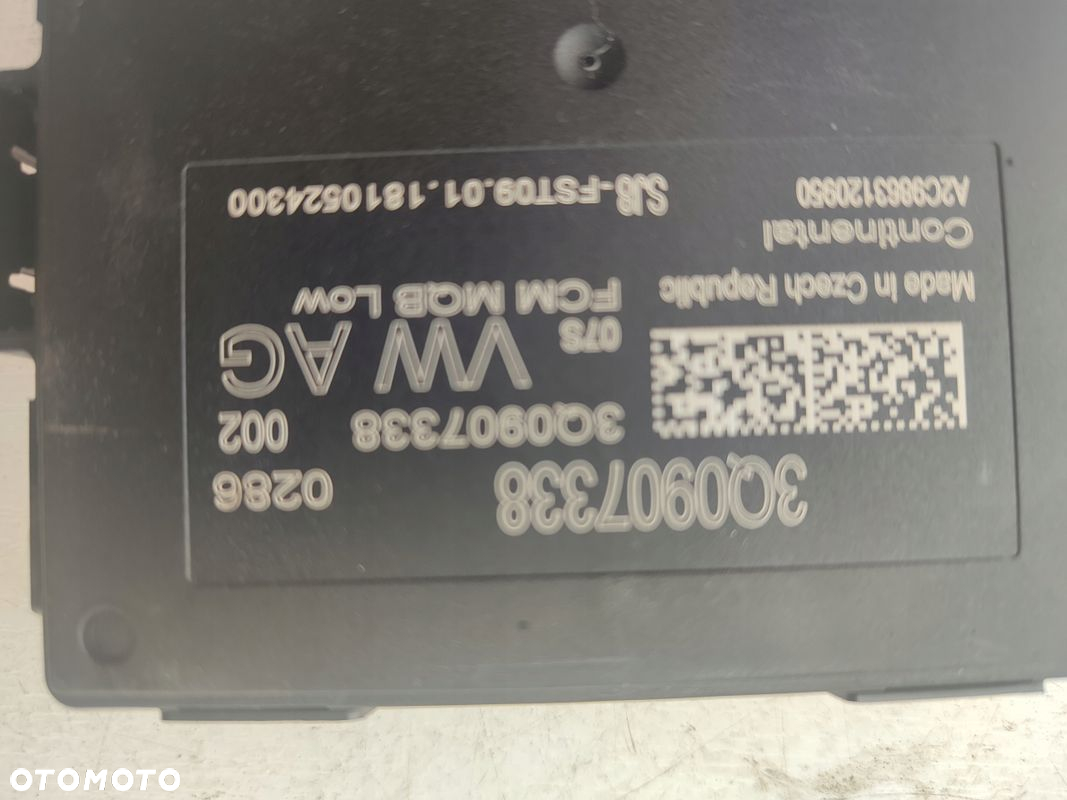 3Q0907338 0286
3Q0907338 002
VW AG
07S
FCM MQB Low
Made in Czech Republic
Continental
A2C9863120950
SJB-FST09.01.1810524300
OTOMOTO